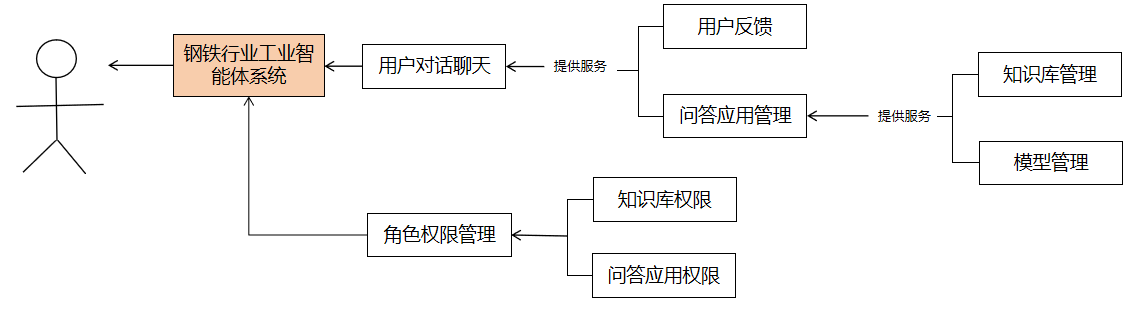 钢铁行业工业智
能体系统
用户对话聊天
提供服务
用户反馈
问答应用管理
提供服务
知识库管理
模型管理
角色权限管理
知识库权限
问答应用权限